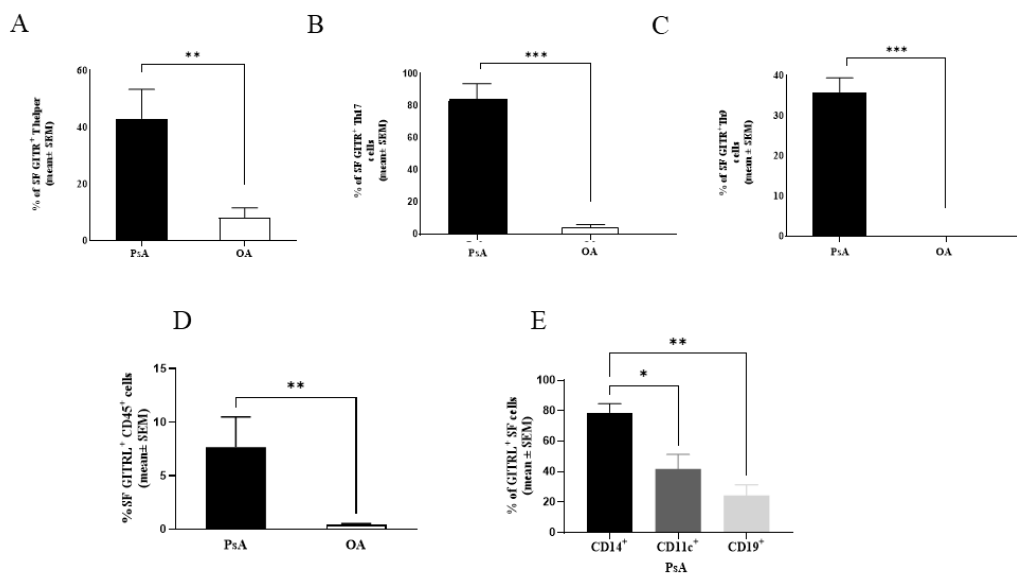 A
B
C
**
***
***
% of SF GITR+ Thelper
(mean± SEM)
60
40
20
0
PsA
OA
% of SF GITR+ Th17
cells
(mean± SEM)
100
80
60
40
20
0
PsA
OA
% of SF GITR+Th9
cells
(mean ± SEM)
40
30
20
10
0
PsA
OA
D
E
**
%SF GITRL+ CD45+ cells
(mean± SEM)
15
10
5
0
PsA
OA
**
*
% of GITRL+ SF cells
(mean ± SEM)
100
80
60
40
20
0
CD14+
CD11c+
CD19+
PsA